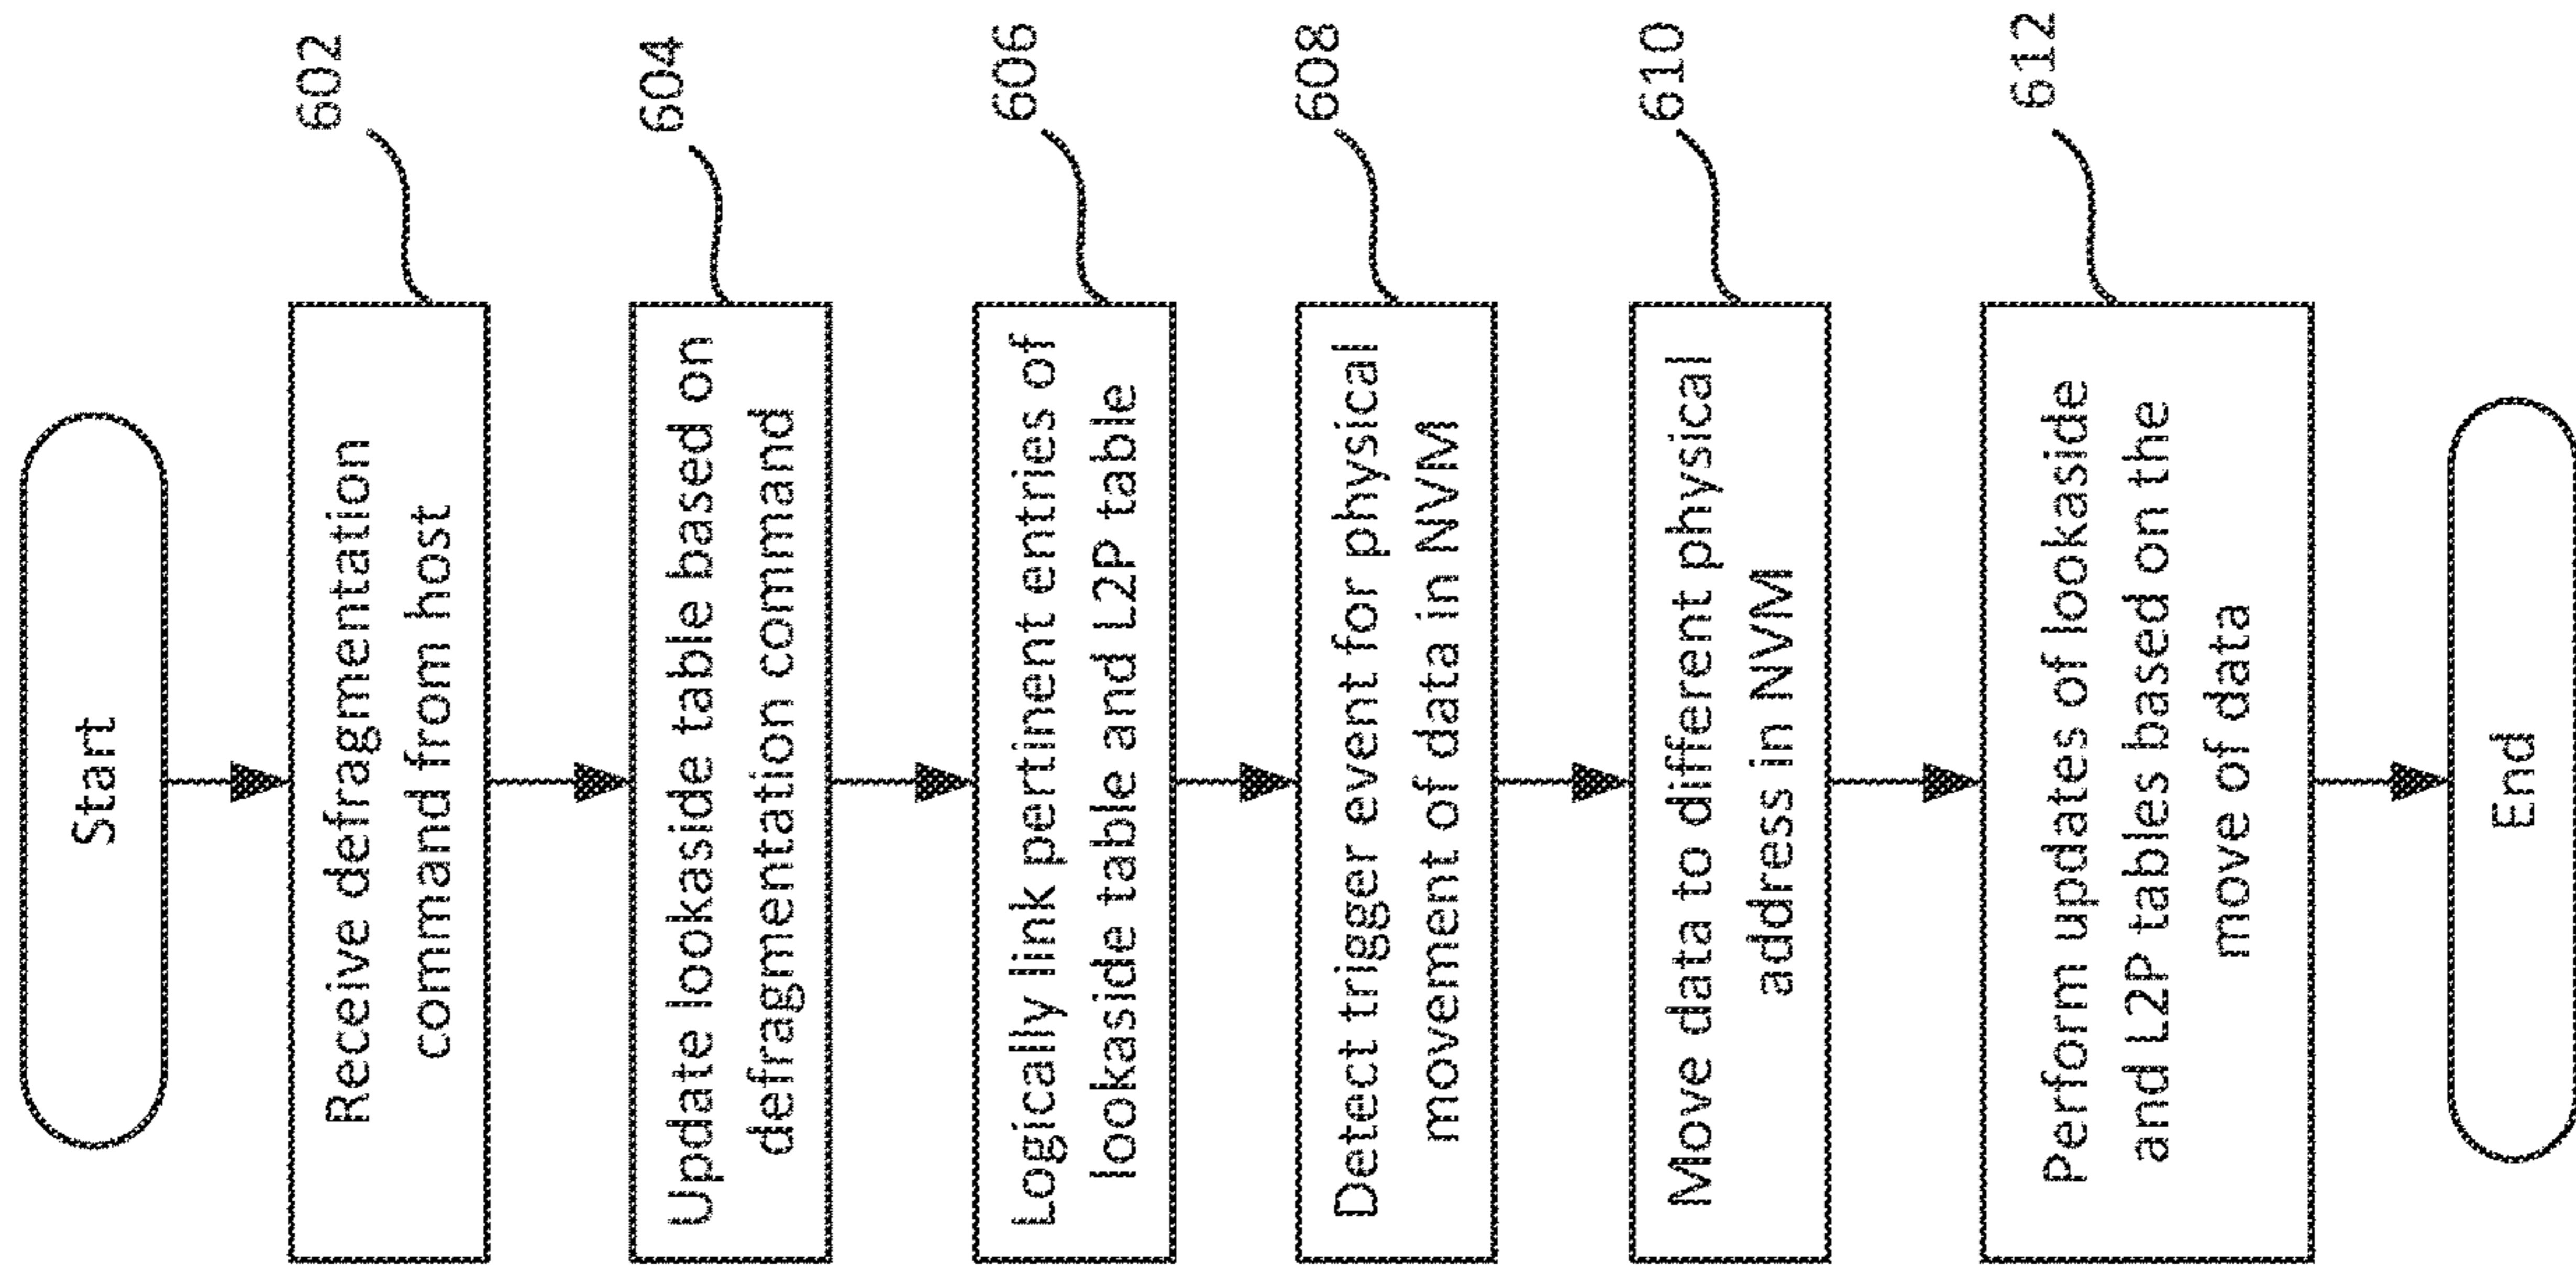 Start
Receive defragmentation
command from host
602
Update lookaside table based on
defragmentation command
604
Logically link pertinent entries of
lookaside table and L2P table
606
Detect trigger event for physical
movement of data in NVM
608
Move data to different physical
address in NVM
610
Perform updates of lookaside
and L2P tables based on the
move of data
612
End